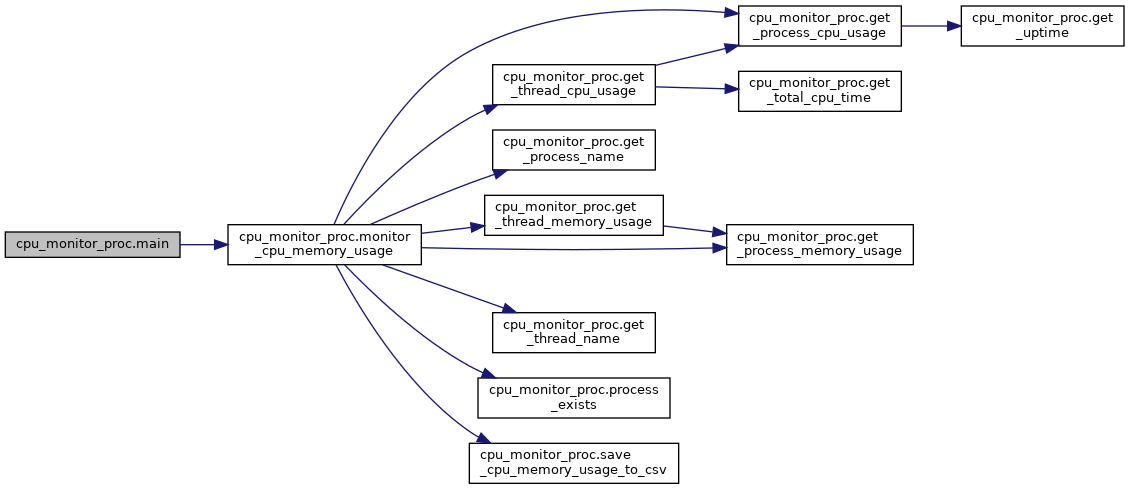 cpu_monitor_proc.main
cpu_monitor_proc.monitor
_cpu_memory_usage
cpu_monitor_proc.get
_process_cpu_usage
cpu_monitor_proc.get
_uptime
cpu_monitor_proc.get
_thread_cpu_usage
cpu_monitor_proc.get
_total_cpu_time
cpu_monitor_proc.get
_process_name
cpu_monitor_proc.get
_thread_memory_usage
cpu_monitor_proc.get
_process_memory_usage
cpu_monitor_proc.get
_thread_name
cpu_monitor_proc.process
_exists
cpu_monitor_proc.save
_cpu_memory_usage_to_csv